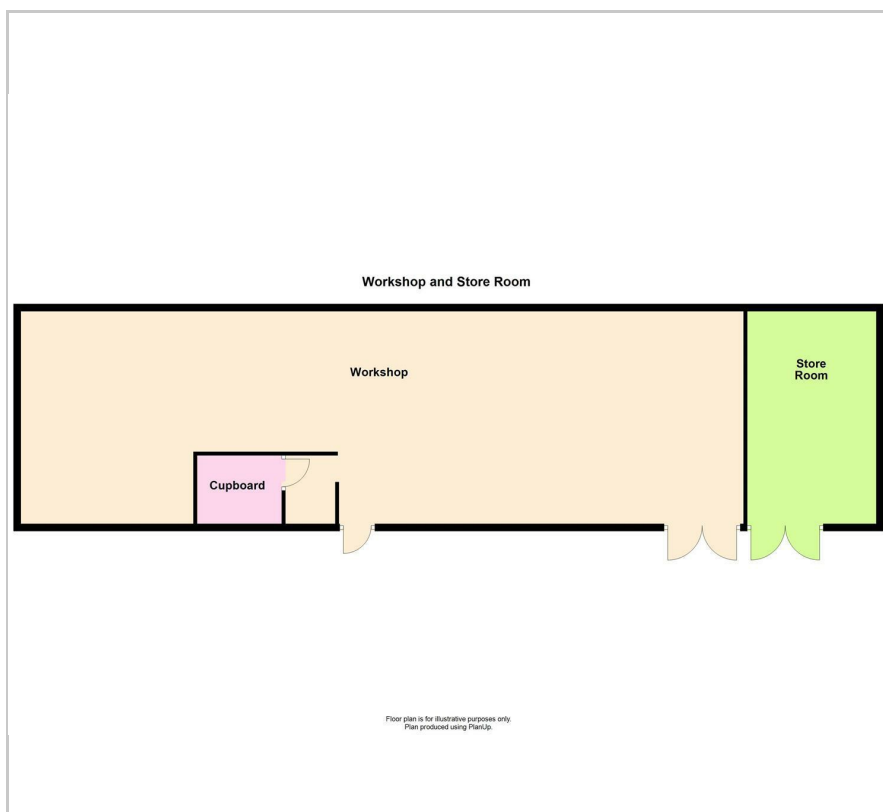 Workshop and Store Room
Workshop
Store
Room
Cupboard
Floor plan is for illustrative purposes only.
Plan produced using PlanUp.